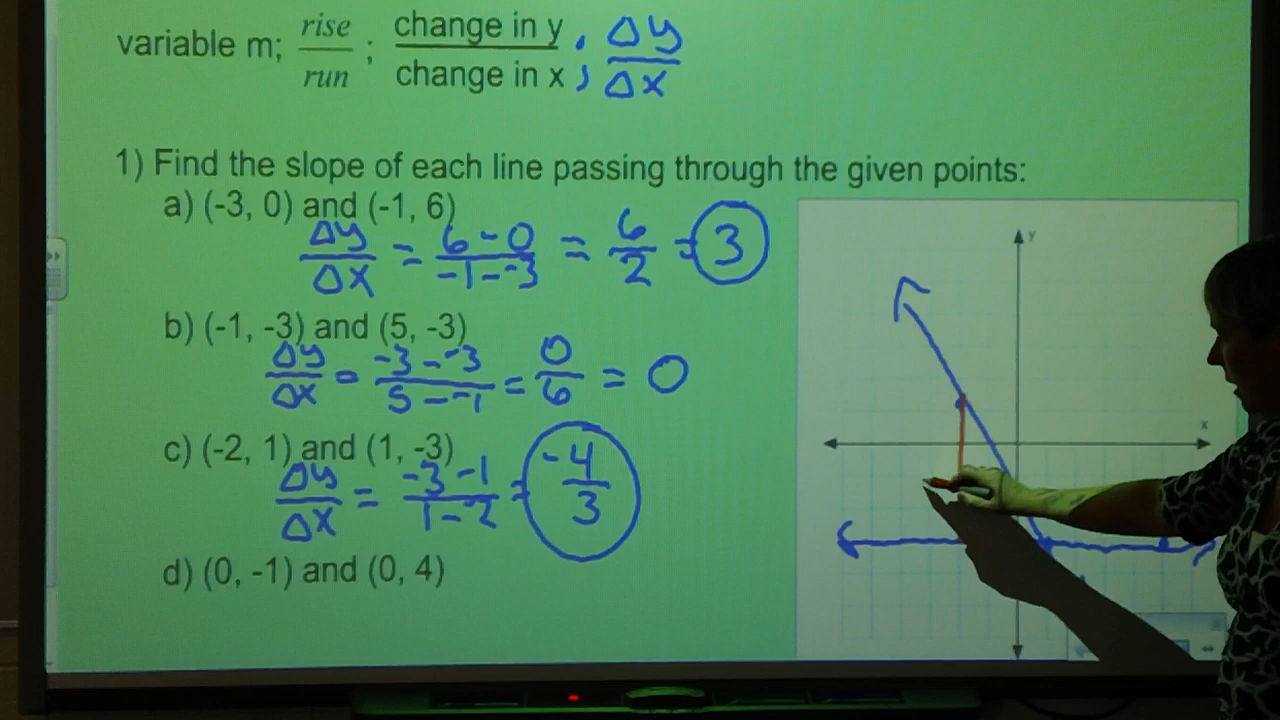 variable m; rise/run ; change in y/change in x ; Δy/Δx
1) Find the slope of each line passing through the given points:
a) (-3, 0) and (-1, 6)
Δy/Δx = 6-0/-1--3 = 6/2 = 3
b) (-1, -3) and (5, -3)
Δy/Δx = -3--3/5--1 = 0/6 = 0
c) (-2, 1) and (1, -3)
Δy/Δx = -3-1/1--2 = -4/3
d) (0, -1) and (0, 4)
y
x